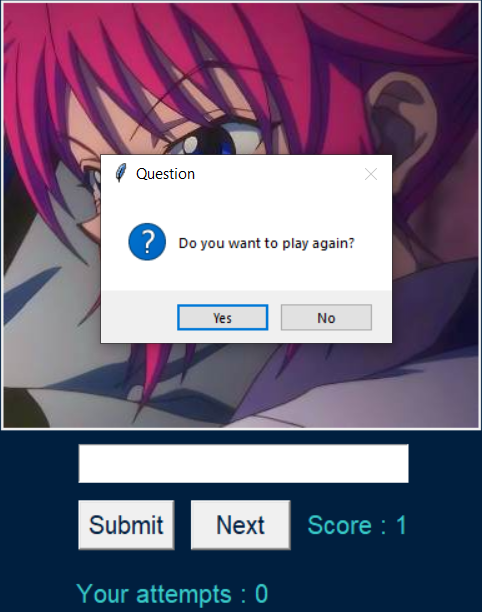 Question
Do you want to play again?
Yes No
Submit Next Score : 1
Your attempts : 0